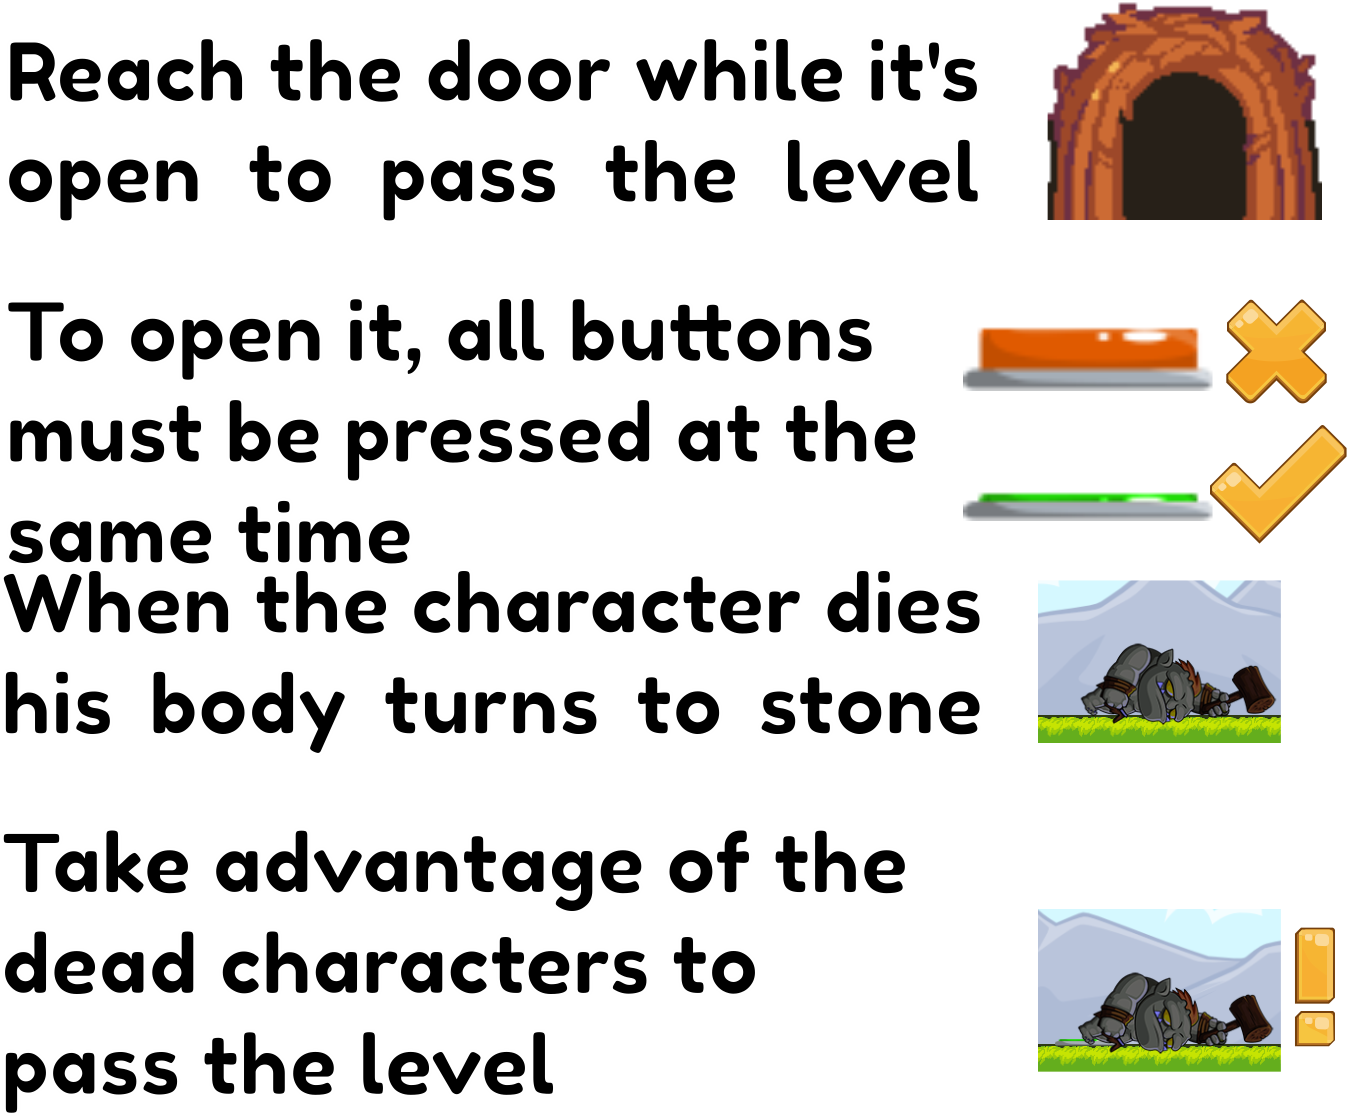 Reach the door while it's
open to pass the level
To open it, all buttons
must be pressed at the
same time
When the character dies
his body turns to stone
Take advantage of the
dead characters to
pass the level